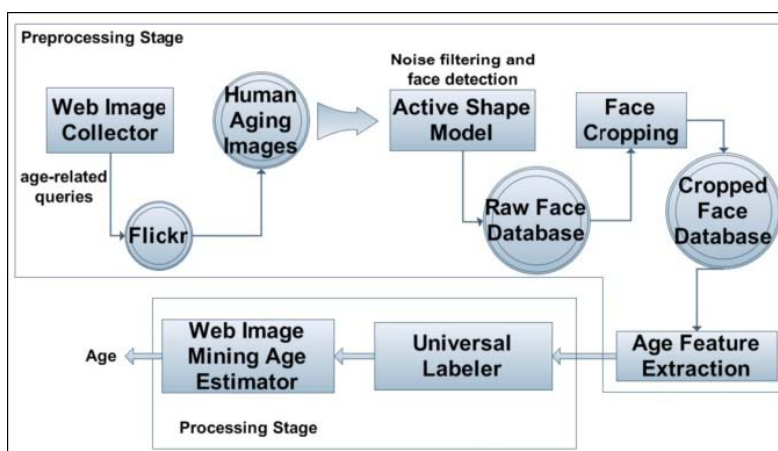 Preprocessing Stage
Web Image
Collector
age-related
queries
Flickr
Human
Aging
Images
Noise filtering and
face detection
Active Shape
Model
Raw Face
Database
Face
Cropping
Cropped
Face
Database
Age Feature
Extraction
Universal
Labeler
Web Image
Mining Age
Estimator
Age
Processing Stage